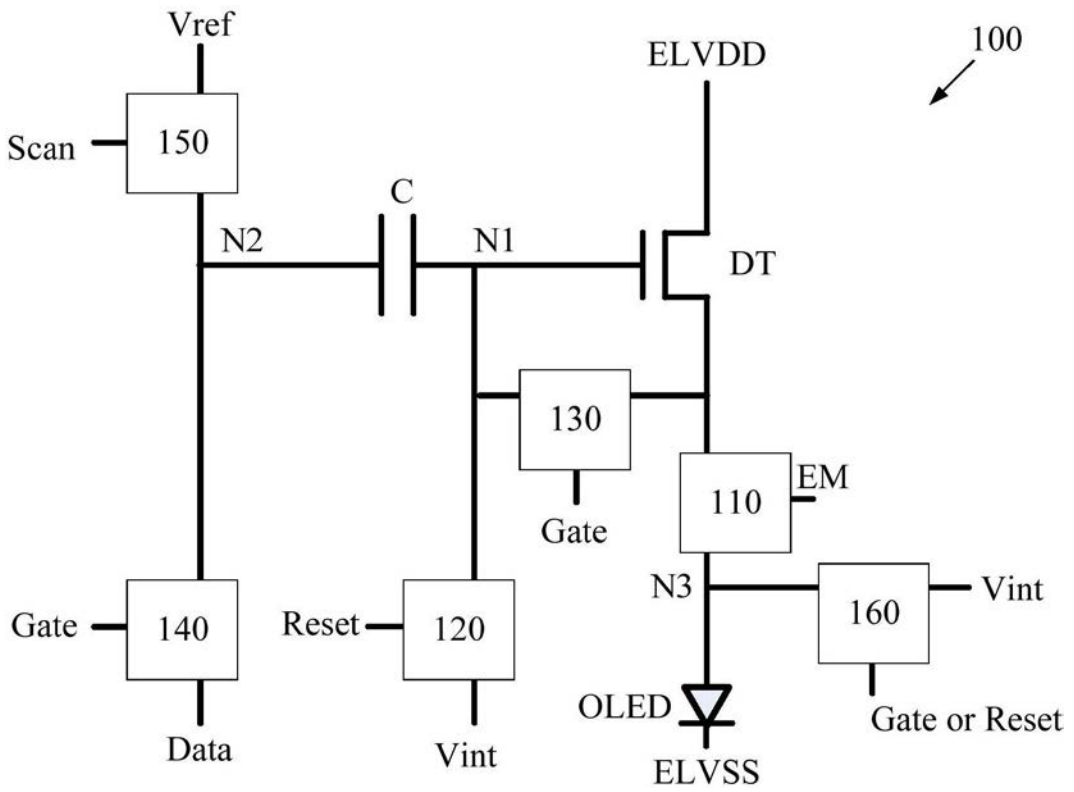 Vref
ELVDD
100
Scan
150
C
N2
N1
DT
130
110
EM
Gate
N3
Vint
Gate
140
Reset
120
160
OLED
Gate or Reset
Data
Vint
ELVSS